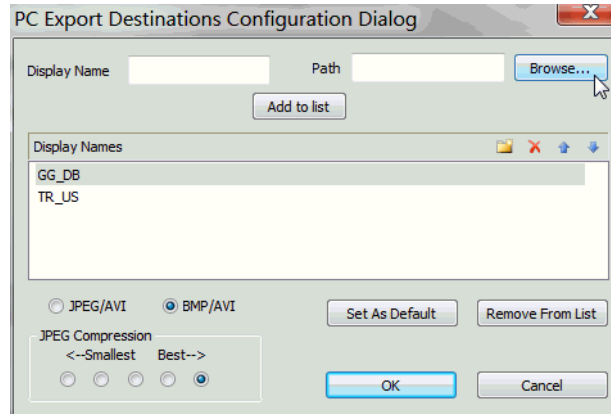 PC Export Destinations Configuration Dialog
Display Name Path Browse...
Add to list
Display Names
GG_DB
TR_US
JPEG/AVI BMP/AVI Set As Default Remove From List
JPEG Compression
<--Smallest Best-->
OK Cancel